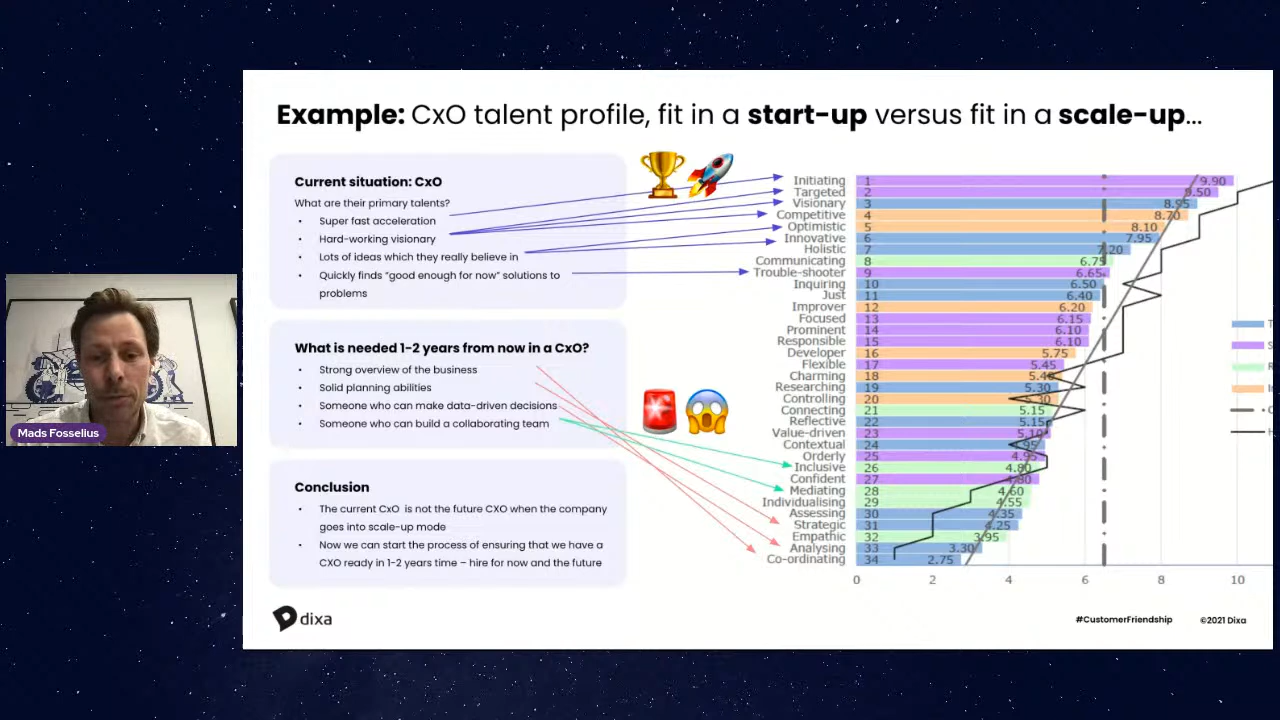 Example: CxO talent profile, fit in a start-up versus fit in a scale-up...
Current situation: CxO
What are their primary talents?
• Super fast acceleration
• Hard-working visionary
• Lots of ideas which they really believe in
• Quickly finds “good enough for now” solutions to
problems
What is needed 1-2 years from now in a CxO?
• Strong overview of the business
• Solid planning abilities
• Someone who can make data-driven decisions
• Someone who can build a collaborating team
Conclusion
• The current CxO is not the future CXO when the company
goes into scale-up mode
• Now we can start the process of ensuring that we have a
CXO ready in 1-2 years time – hire for now and the future
Initiating 1 9.90
Targeted 2 9.50
Visionary 3 8.95
Competitive 4 8.70
Optimistic 5 8.10
Innovative 6 7.95
Holistic 7 7.20
Communicating 8 6.75
Trouble-shooter 9 6.65
Inquiring 10 6.50
Just 11 6.40
Improver 12 6.20
Focused 13 6.15
Prominent 14 6.10
Responsible 15 6.10
Developer 16 5.75
Flexible 17 5.45
Charming 18
Researching 19 5.30
Controlling 20 5.30
Connecting 21 5.15
Reflective 22 5.15
Value-driven 23
Contextual 24
Orderly 25 4.95
Inclusive 26 4.80
Confident 27 4.80
Mediating 28 4.60
Individualising 29 4.55
Assessing 30 4.35
Strategic 31 4.25
Empathic 32 3.95
Analysing 33 3.30
Co-ordinating 34 2.75
0 2 4 6 8 10
dixa
#CustomerFriendship ©2021 Dixa
Mads Fosselius